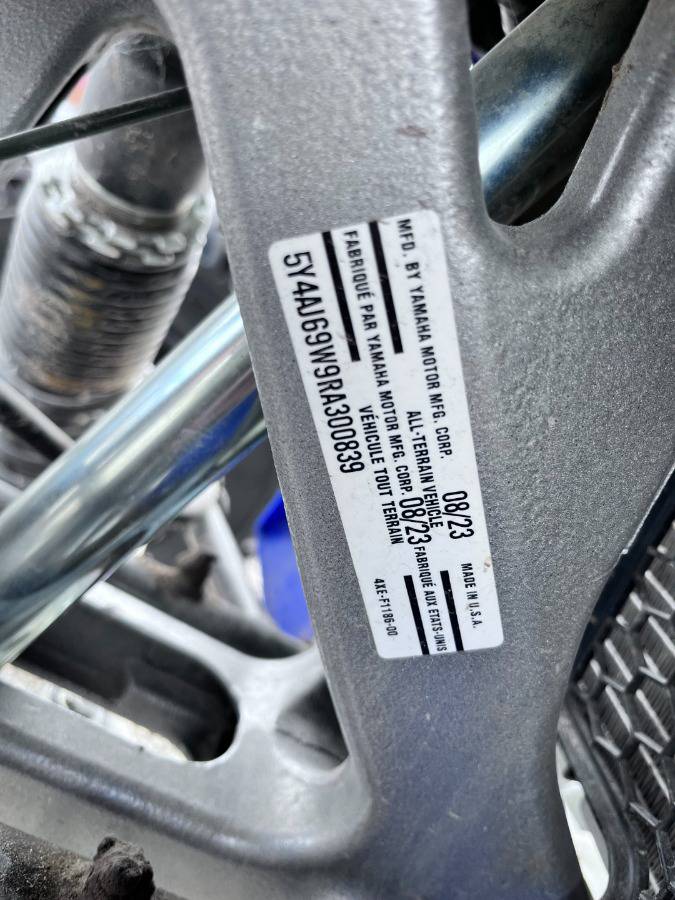 MFD. BY YAMAHA MOTOR MFG. CORP. 08/23
ALL-TERRAIN VEHICLE MADE IN U.S.A.
FABRIQUÉ PAR YAMAHA MOTOR MFG. CORP. 08/23
VÉHICULE TOUT TERRAIN FABRIQUÉ AUX ÉTATS-UNIS
5Y4AJ69W9RA300839
4XE-F1186-00